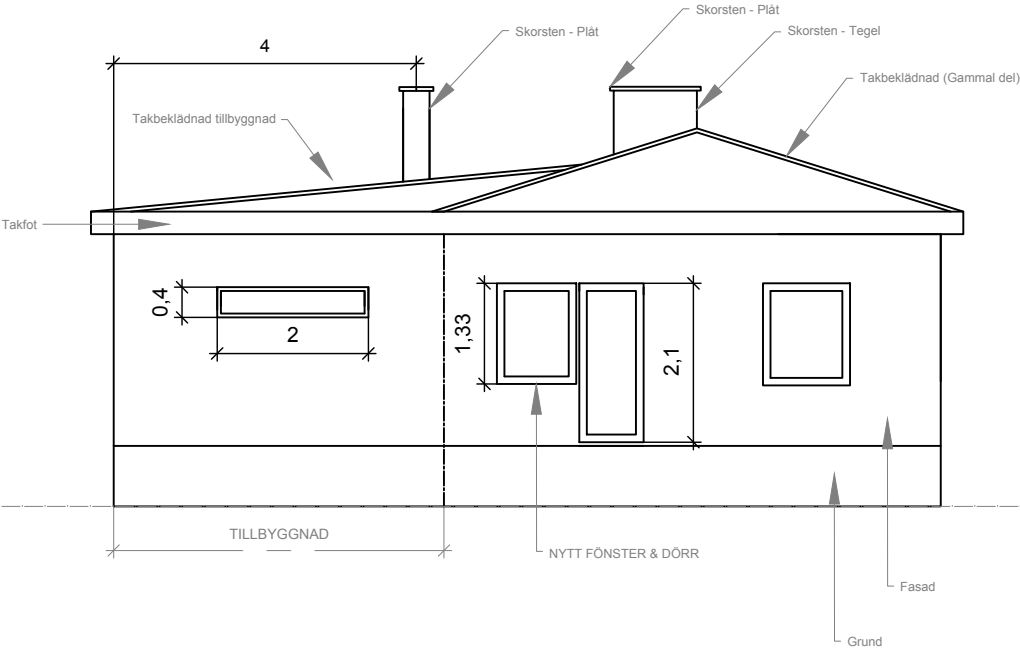 Skorsten - Plåt
Skorsten - Plåt
Skorsten - Tegel
4
Takbeklädnad (Gammal del)
Takbeklädnad tillbyggnad
Takfot
0,4
2
1,33
2,1
TILLBYGGNAD
NYTT FÖNSTER & DÖRR
Fasad
Grund